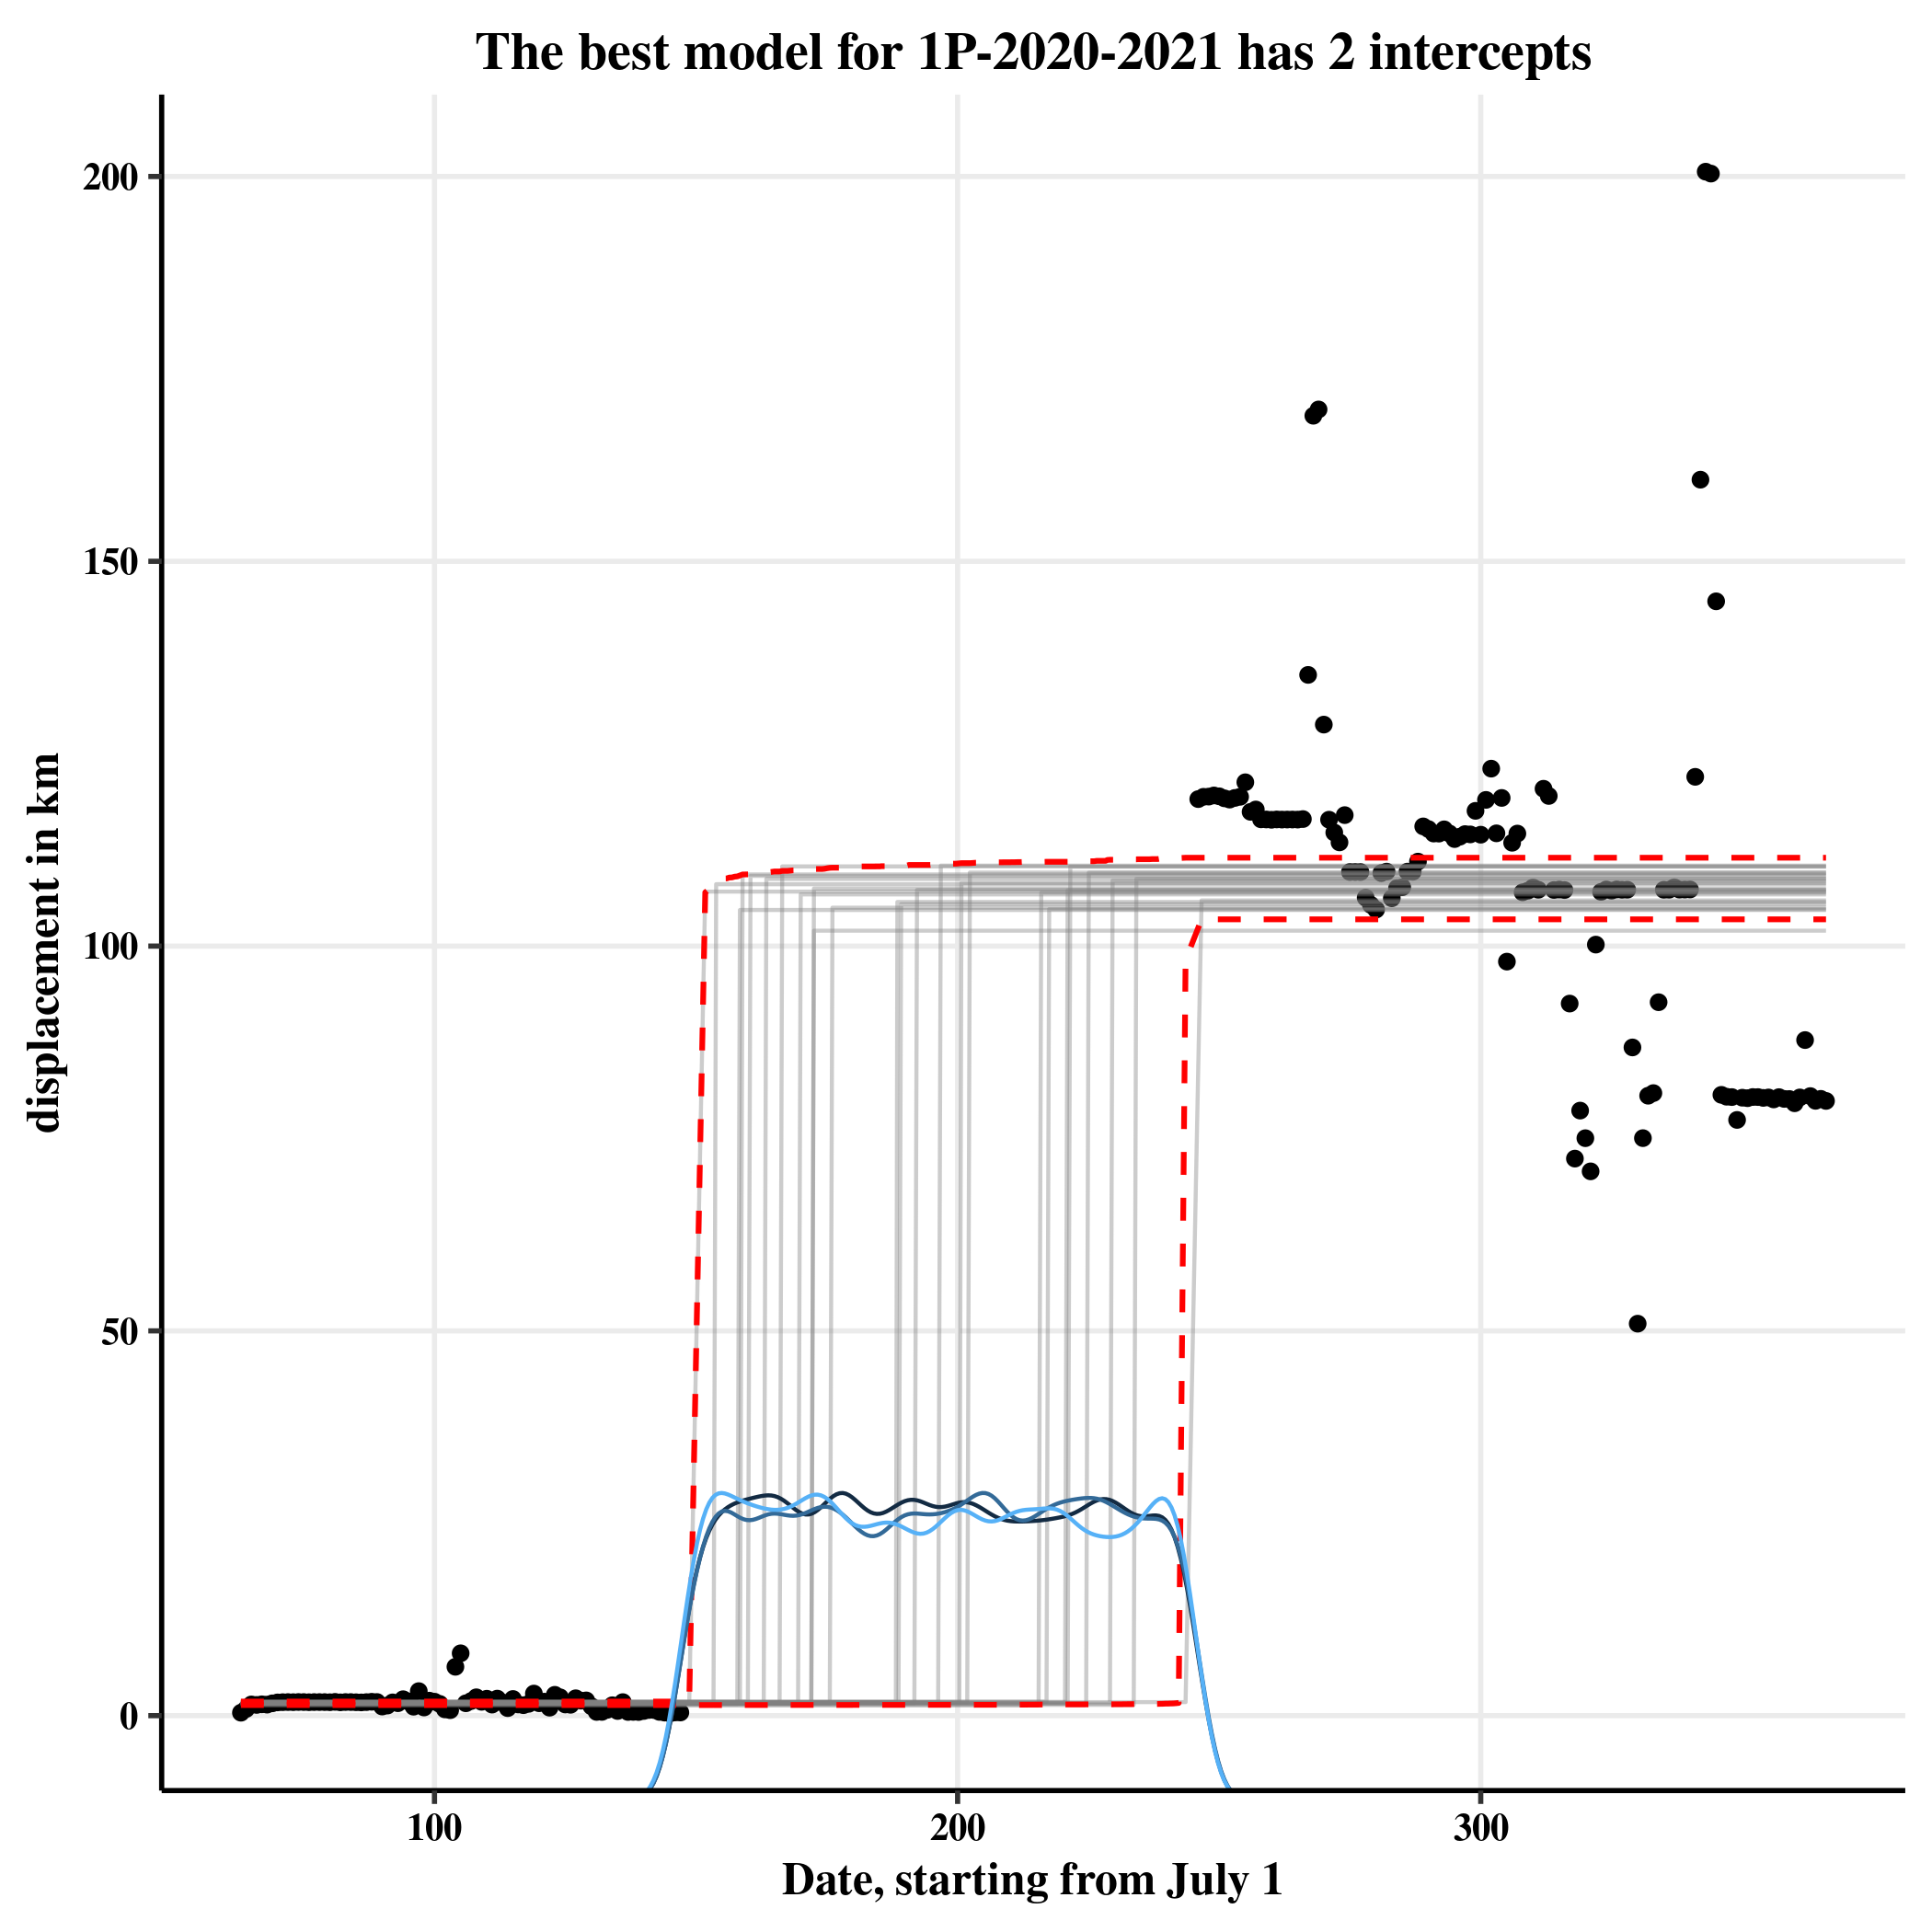 The best model for 1P-2020-2021 has 2 intercepts
200
150
100
50
0
displacement in km
100
200
300
Date, starting from July 1